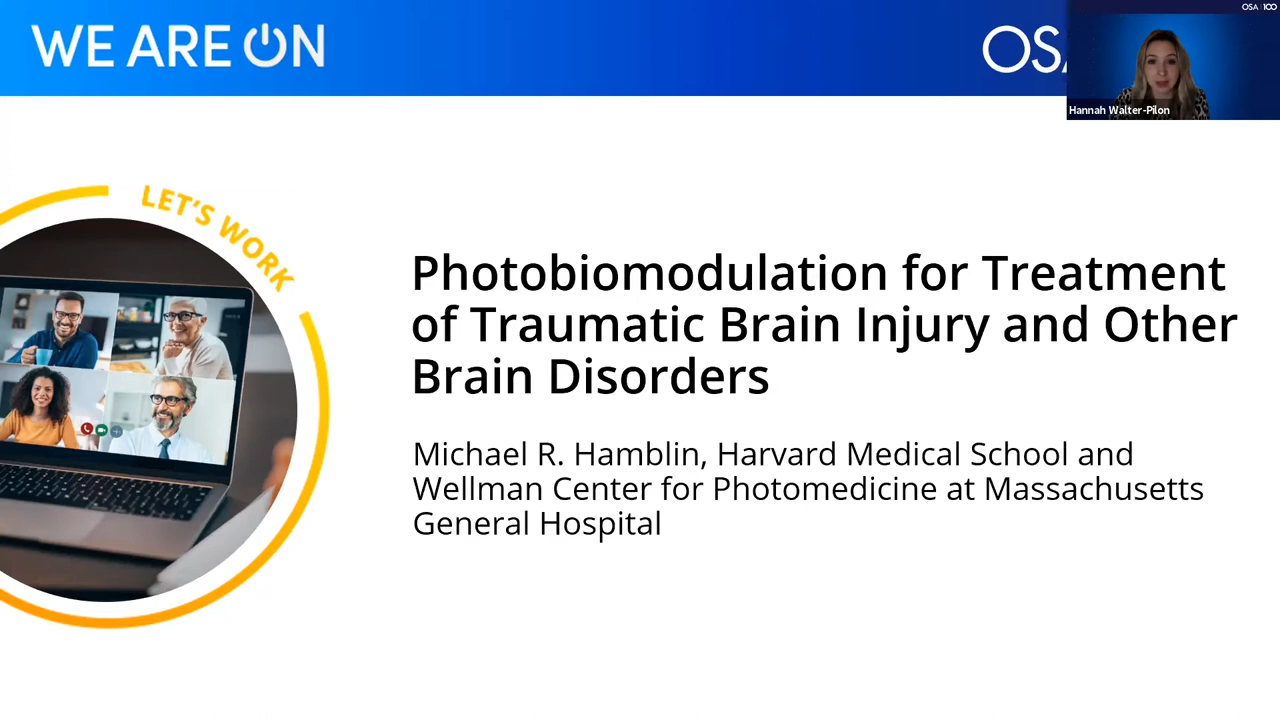 WE ARE ON
OSA
OSA 100
Hannah Walter-Pilon
LET'S WORK
Photobiomodulation for Treatment
of Traumatic Brain Injury and Other
Brain Disorders
Michael R. Hamblin, Harvard Medical School and
Wellman Center for Photomedicine at Massachusetts
General Hospital